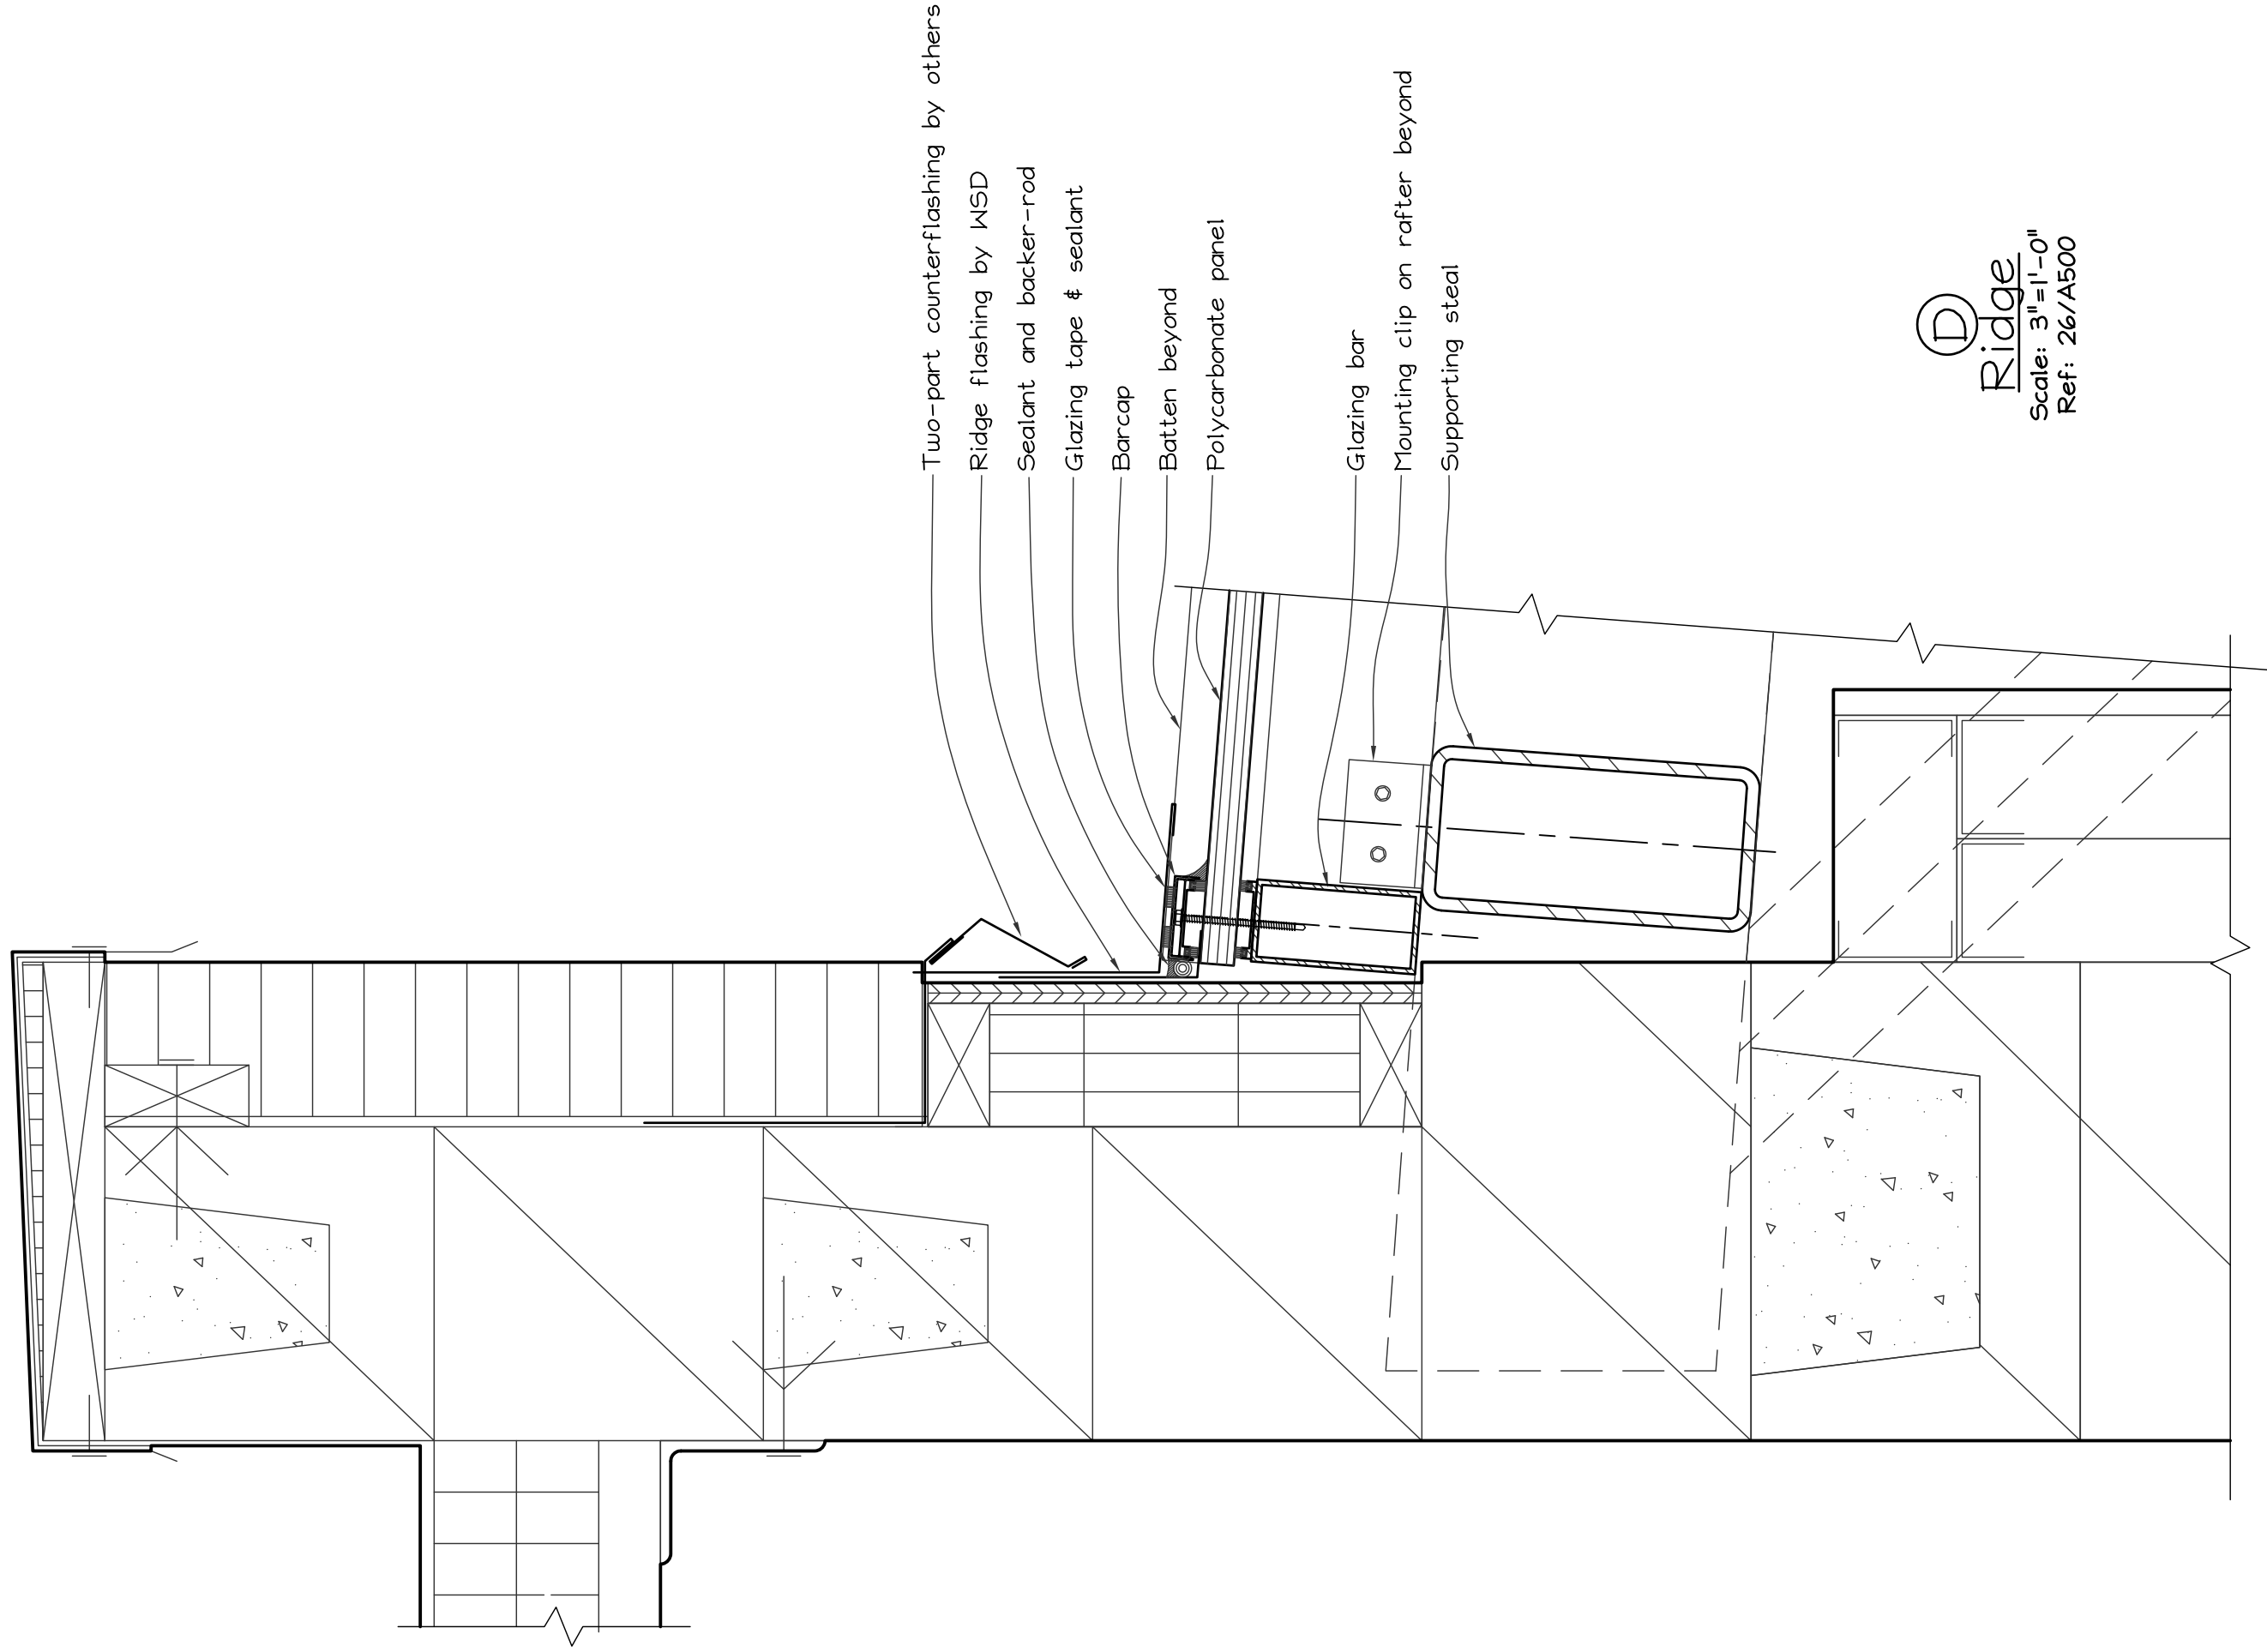 Two-part counterflashing by others
Ridge flashing by WSD
Sealant and backer-rod
Glazing tape & sealant
Barcap
Batten beyond
Polycarbonate panel
Glazing bar
Mounting clip on rafter beyond
Supporting steal
D
Ridge
Scale: 3"=1'-0"
Ref: 26/A500